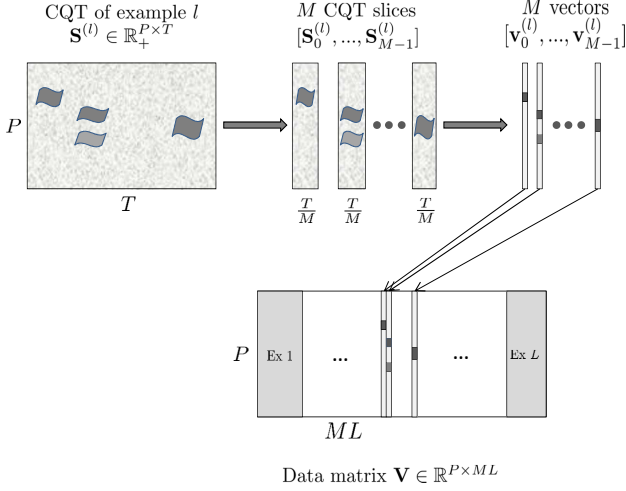 CQT of example l
S^(l) ∈ ℝ_+^{P×T}
M CQT slices
[S_0^(l), ..., S_{M-1}^(l)]
M vectors
[v_0^(l), ..., v_{M-1}^(l)]
P
T
T/M
T/M
T/M
P
Ex 1
...
...
Ex L
ML
Data matrix V ∈ ℝ^{P×ML}